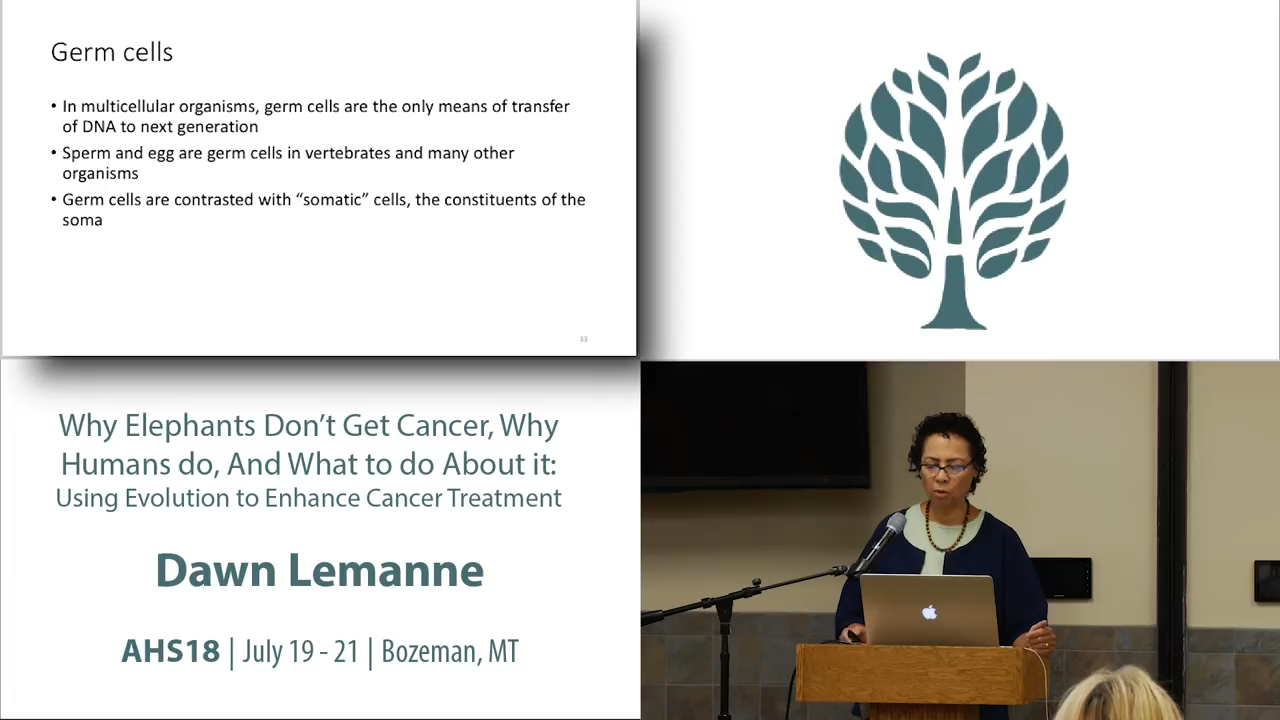 Germ cells
• In multicellular organisms, germ cells are the only means of transfer
of DNA to next generation
• Sperm and egg are germ cells in vertebrates and many other
organisms
• Germ cells are contrasted with “somatic” cells, the constituents of the
soma
33
Why Elephants Don’t Get Cancer, Why
Humans do, And What to do About it:
Using Evolution to Enhance Cancer Treatment
Dawn Lemanne
AHS18 | July 19 - 21 | Bozeman, MT